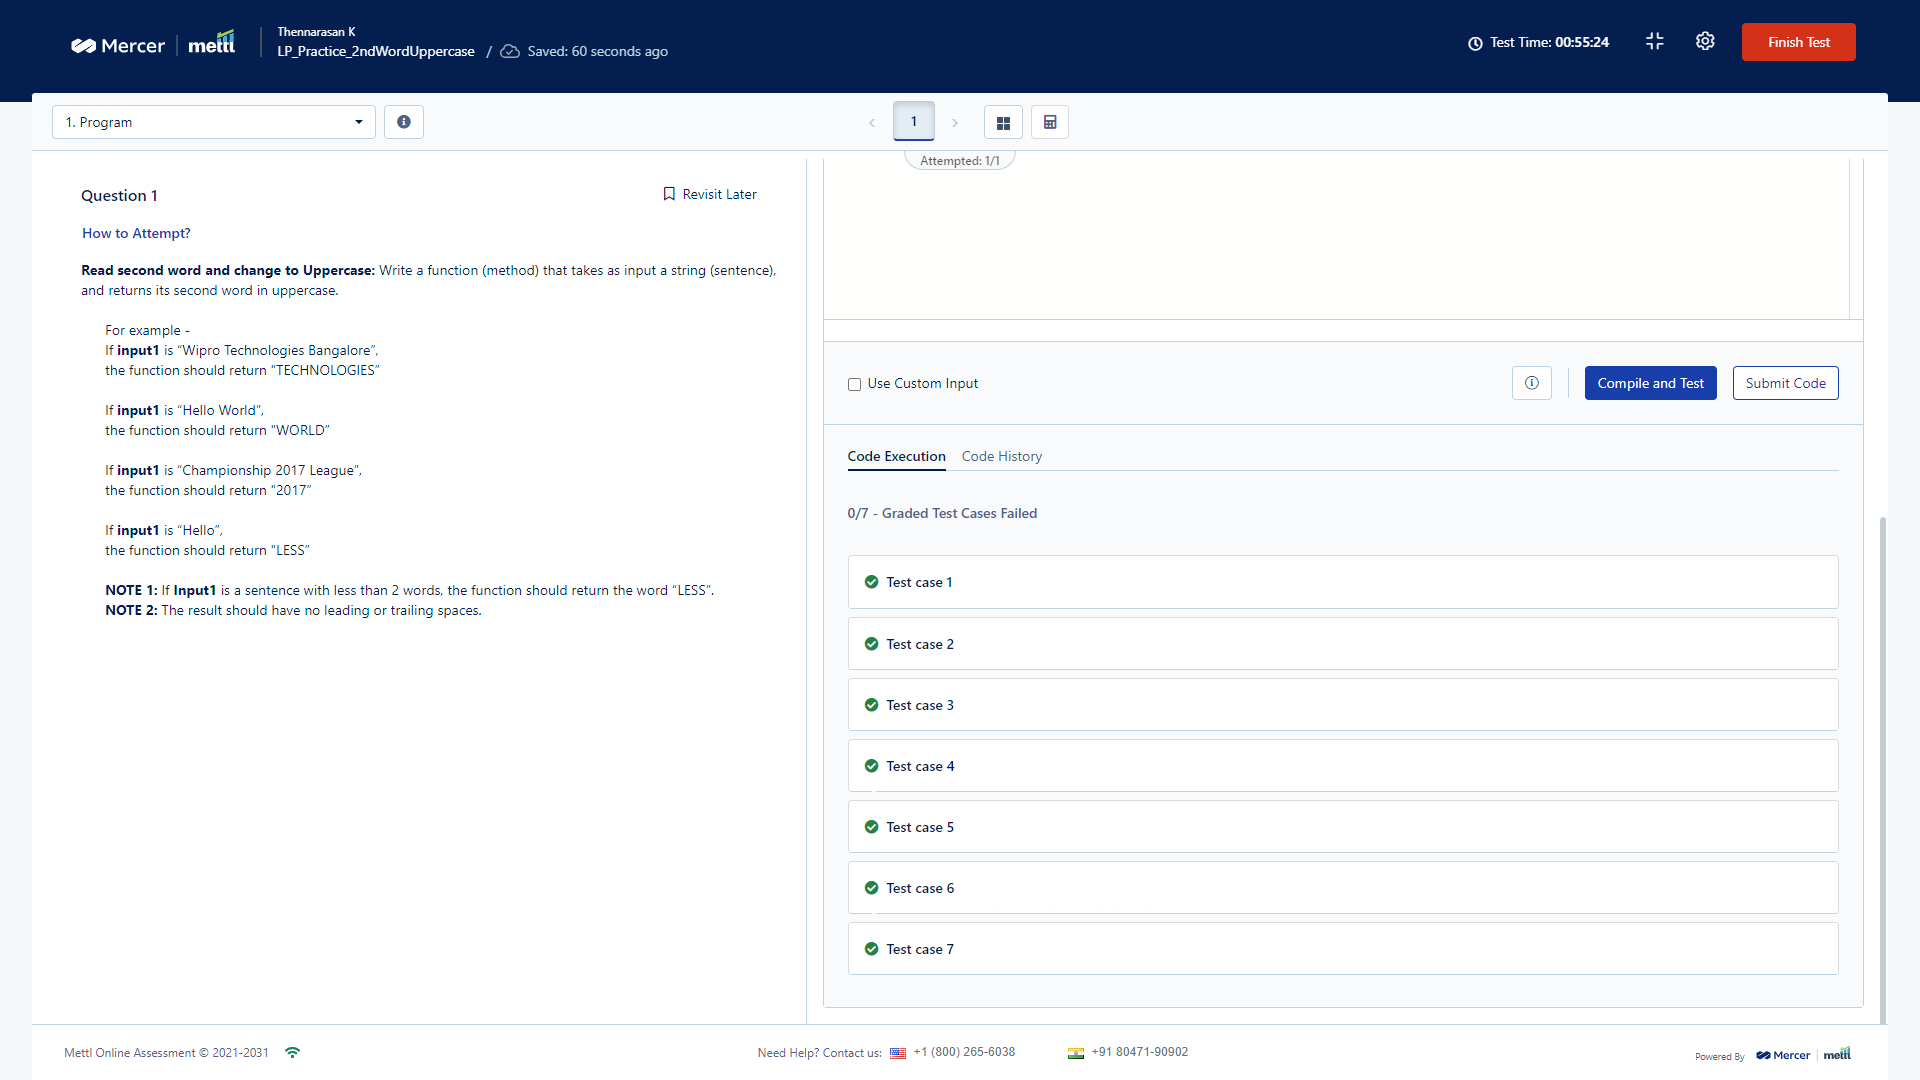 Mercer
mettl
Thennarasan K
LP_Practice_2ndWordUppercase / Saved: 60 seconds ago
Test Time: 00:55:24
Finish Test
1. Program
1
Attempted: 1/1
Question 1
Revisit Later
How to Attempt?
Read second word and change to Uppercase: Write a function (method) that takes as input a string (sentence),
and returns its second word in uppercase.
For example -
If input1 is “Wipro Technologies Bangalore”,
the function should return “TECHNOLOGIES”
If input1 is “Hello World”,
the function should return “WORLD”
If input1 is “Championship 2017 League”,
the function should return “2017”
If input1 is “Hello”,
the function should return “LESS”
NOTE 1: If Input1 is a sentence with less than 2 words, the function should return the word “LESS”.
NOTE 2: The result should have no leading or trailing spaces.
Use Custom Input
Compile and Test
Submit Code
Code Execution
Code History
0/7 - Graded Test Cases Failed
Test case 1
Test case 2
Test case 3
Test case 4
Test case 5
Test case 6
Test case 7
Mettl Online Assessment © 2021-2031
Need Help? Contact us:
+1 (800) 265-6038
+91 80471-90902
Powered By
Mercer
mettl